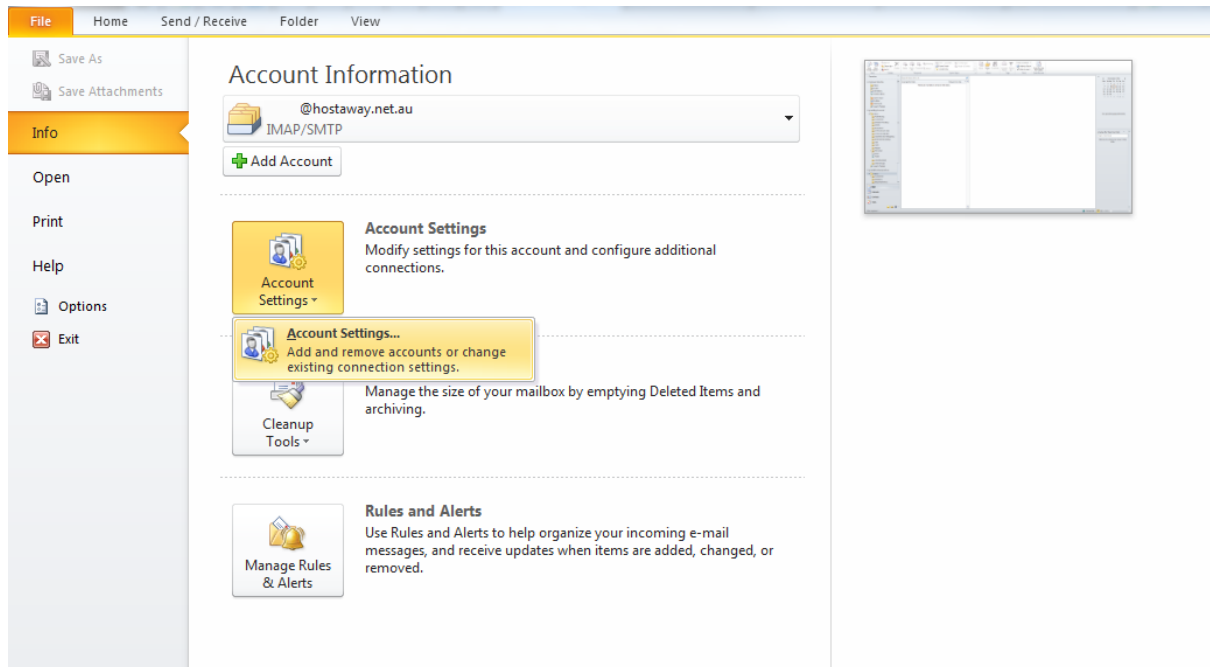 File Home Send / Receive Folder View
Save As
Save Attachments
Info
Open
Print
Help
Options
Exit
Account Information
@hostaway.net.au
IMAP/SMTP
Add Account
Account Settings
Modify settings for this account and configure additional
connections.
Account
Settings
Account Settings...
Add and remove accounts or change
existing connection settings.
Manage the size of your mailbox by emptying Deleted Items and
archiving.
Cleanup
Tools
Rules and Alerts
Use Rules and Alerts to help organize your incoming e-mail
messages, and receive updates when items are added, changed, or
removed.
Manage Rules
& Alerts